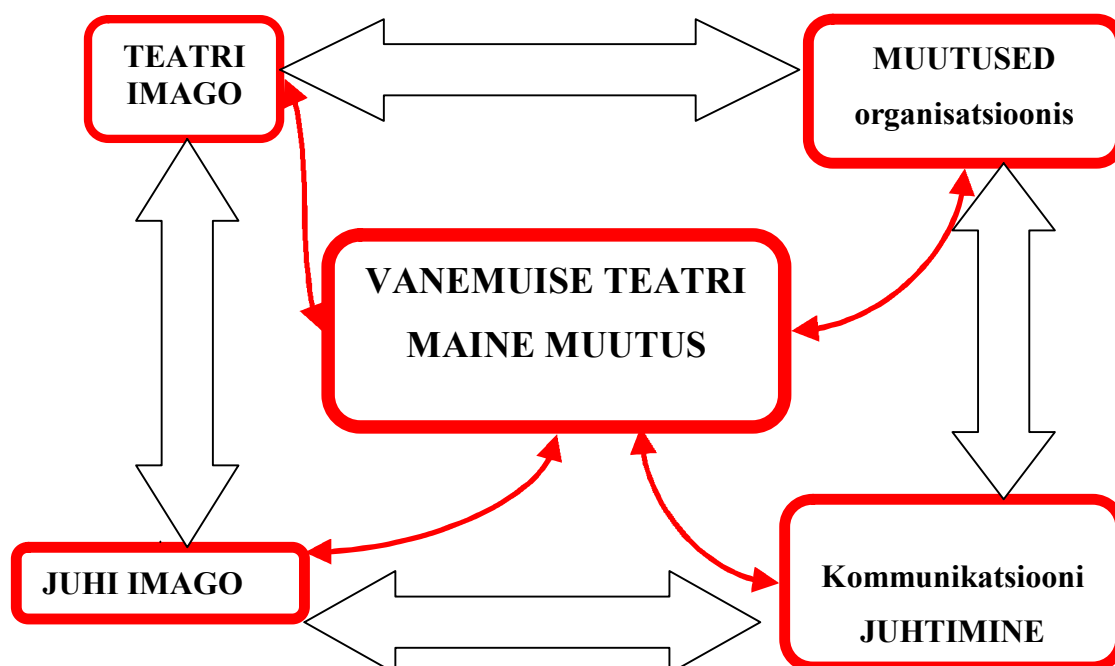 TEATRI
IMAGO
MUUTUSED
organisatsioonis
VANEMUISE TEATRI
MAINE MUUTUS
JUHI IMAGO
Kommunikatsiooni
JUHTIMINE